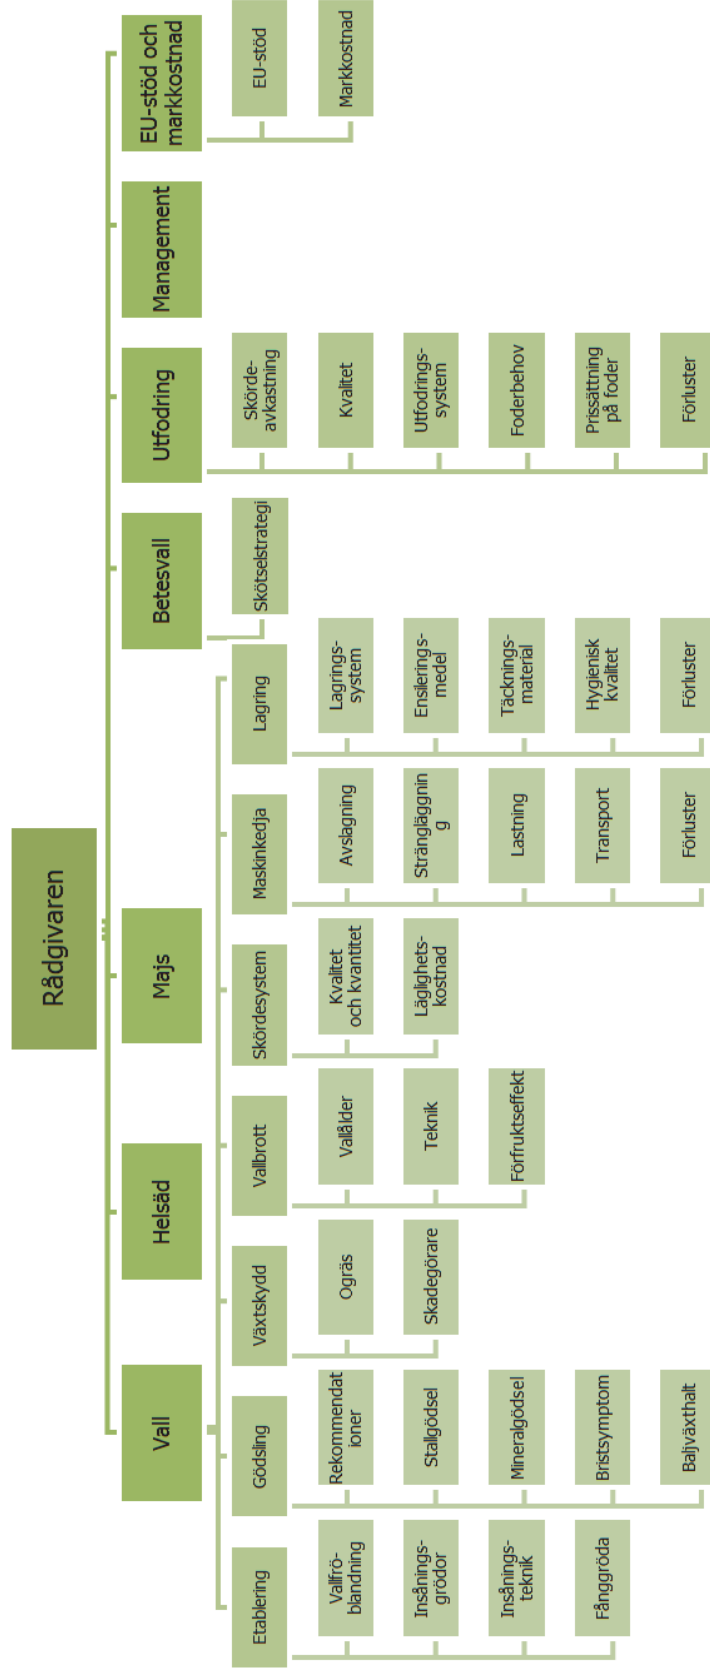 Rådgivaren
Vall
Helsäd
Majs
Betesvall
Utfodring
Management
EU-stöd och
markkostnad
Etablering
Vallfrö-
blandning
Insånings-
grödor
Insånings-
teknik
Fånggröda
Gödsling
Rekommendat
ioner
Stallgödsel
Mineralgödsel
Bristsymptom
Baljväxthalt
Växtskydd
Ogräs
Skadegörare
Vallbrott
Vallålder
Teknik
Förfruktseffekt
Skördesystem
Kvalitet
och kvantitet
Läglighets-
kostnad
Maskinkedja
Avslagning
Strängläggnin
g
Lastning
Transport
Förluster
Lagring
Lagrings-
system
Ensilerings-
medel
Täcknings-
material
Hygienisk
kvalitet
Förluster
Skötselstrategi
Skörde-
avkastning
Kvalitet
Utfodrings-
system
Foderbehov
Prissättning
på foder
Förluster
EU-stöd
Markkostnad